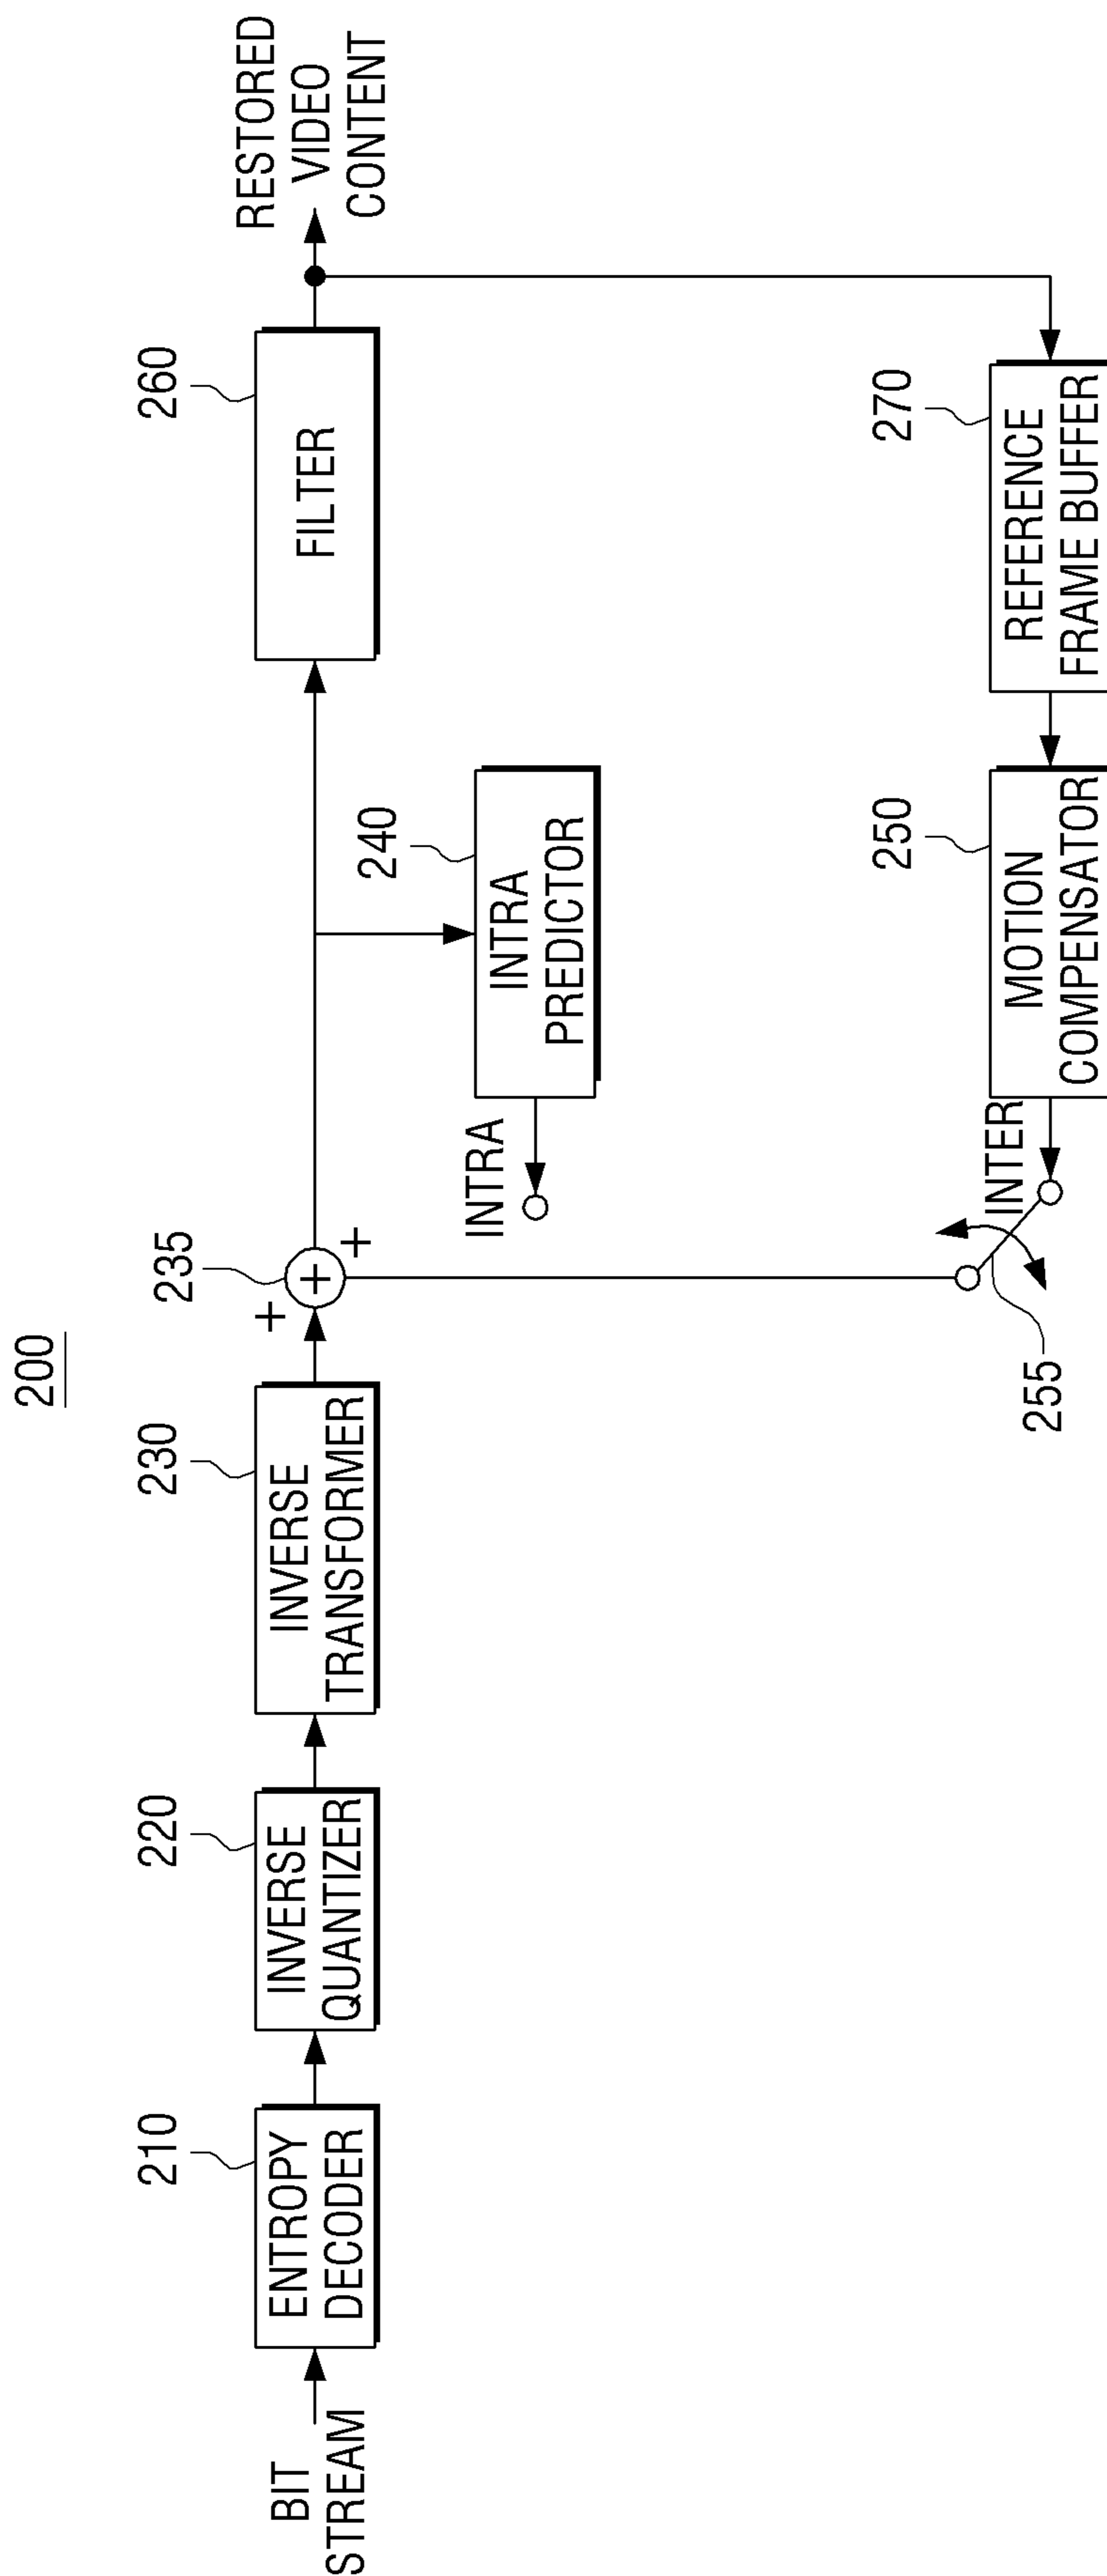 200
BIT
STREAM
210
ENTROPY
DECODER
220
INVERSE
QUANTIZER
230
INVERSE
TRANSFORMER
235
+
+
+
260
FILTER
RESTORED
VIDEO
CONTENT
240
INTRA
PREDICTOR
INTRA
255
INTER
250
MOTION
COMPENSATOR
270
REFERENCE
FRAME BUFFER